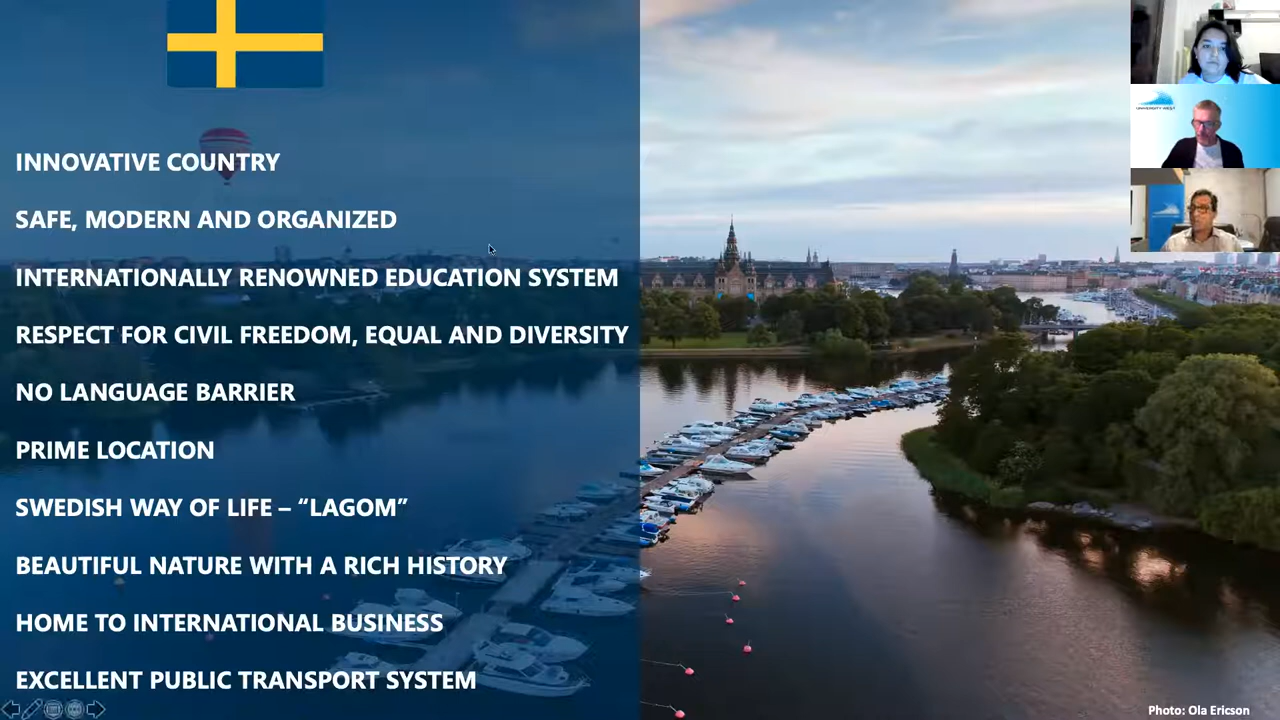 INNOVATIVE COUNTRY
SAFE, MODERN AND ORGANIZED
INTERNATIONALLY RENOWNED EDUCATION SYSTEM
RESPECT FOR CIVIL FREEDOM, EQUAL AND DIVERSITY
NO LANGUAGE BARRIER
PRIME LOCATION
SWEDISH WAY OF LIFE – “LAGOM”
BEAUTIFUL NATURE WITH A RICH HISTORY
HOME TO INTERNATIONAL BUSINESS
EXCELLENT PUBLIC TRANSPORT SYSTEM
UNIVERSITY WEST
Photo: Ola Ericson